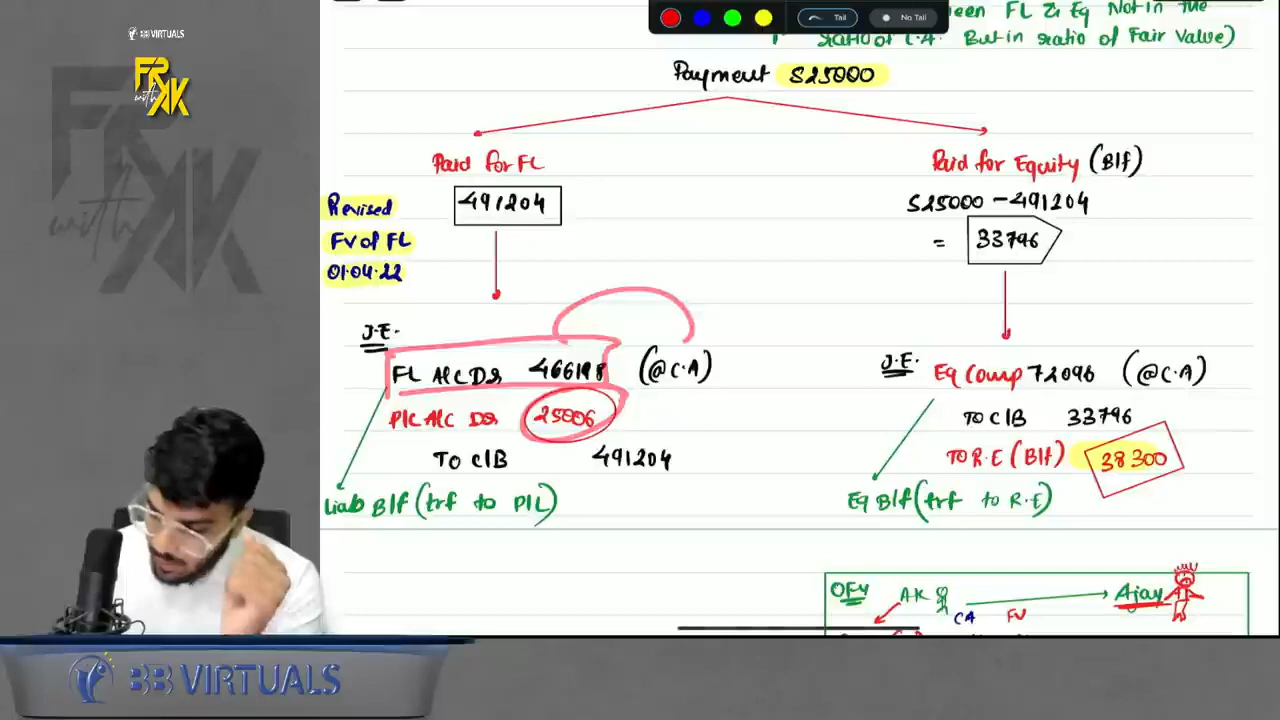 BB VIRTUALS
FR
with
AK
Tail
No Tail
een FL & Eq Not in the
ratio of C.A. But in ratio of Fair Value)
Payment 525000
Paid for FL
Paid for Equity (B/f)
491204
525000 - 491204
= 33796
Revised
FV of FL
01.04.22
J.E.
FL A/C Dr 466198 (@C.A)
P/L A/C Dr 25006
To C/B 491204
Liab B/f (trf to P/L)
J.E.
Eq Comp 72096 (@C.A)
To C/B 33796
To R.E (B/f) 38300
Eq B/f (trf to R.E)
AK
Ajay
CA
FV
BB VIRTUALS